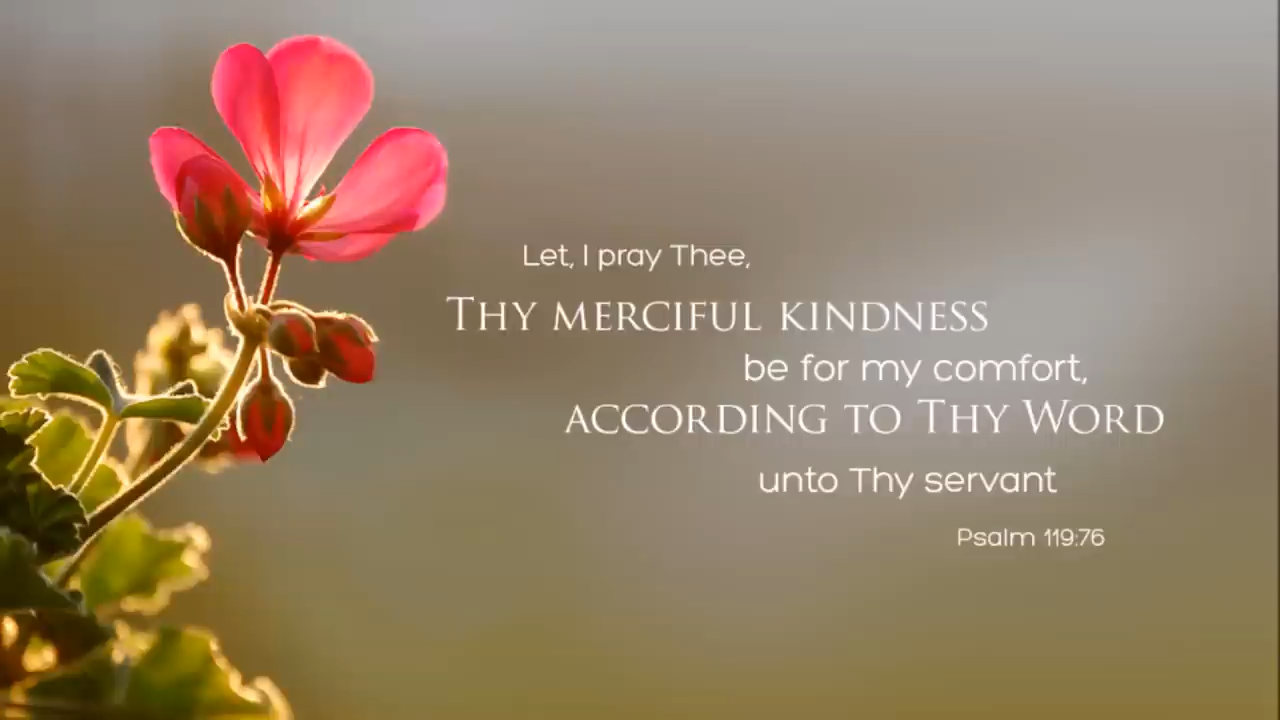 Let, I pray Thee,
THY MERCIFUL KINDNESS
be for my comfort,
ACCORDING TO THY WORD
unto Thy servant
Psalm 119:76